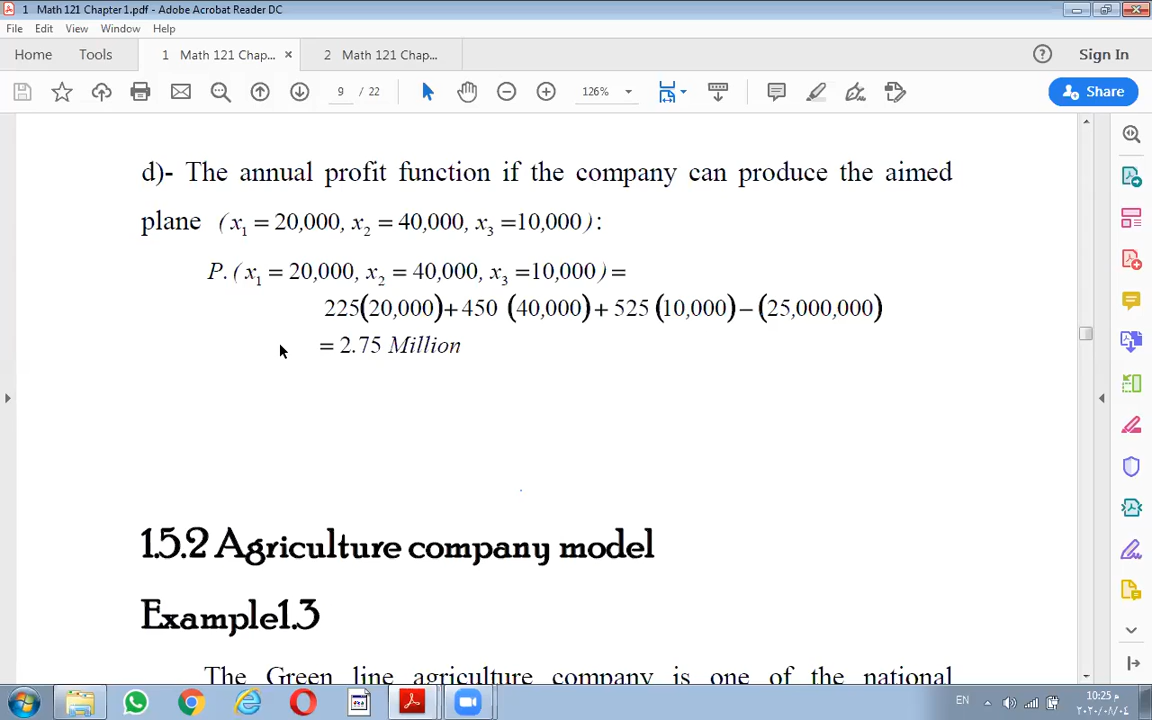 1 Math 121 Chapter 1.pdf - Adobe Acrobat Reader DC
File Edit View Window Help
Home Tools 1 Math 121 Chap... × 2 Math 121 Chap... Sign In
9 / 22 126% Share
d)- The annual profit function if the company can produce the aimed
plane (x₁ = 20,000, x₂ = 40,000, x₃ =10,000):
P.(x₁ = 20,000, x₂ = 40,000, x₃ =10,000)=
225(20,000)+450 (40,000)+525 (10,000)−(25,000,000)
= 2.75 Million
1.5.2 Agriculture company model
Example1.3
The Green line agriculture company is one of the national
EN 10:25 م
٢٠٢٠/٠٨/٠٤